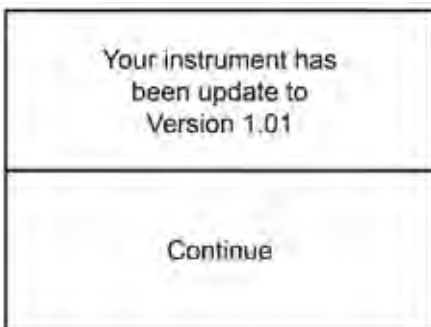 Your instrument has
been update to
Version 1.01
Continue